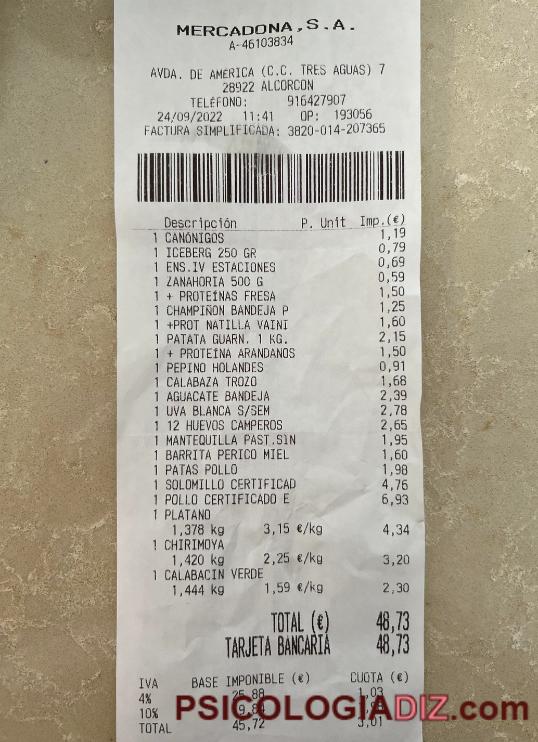 MERCADONA,S.A.
A-46103834
AVDA. DE AMÉRICA (C.C. TRES AGUAS) 7
28922 ALCORCON
TELÉFONO: 916427907
24/09/2022 11:41 OP: 193056
FACTURA SIMPLIFICADA: 3820-014-207365
Descripción P. Unit Imp.(€)
1 CANÓNIGOS 1,19
1 ICEBERG 250 GR 0,79
1 ENS.IV ESTACIONES 0,69
1 ZANAHORIA 500 G 0,59
1 + PROTEÍNAS FRESA 1,50
1 CHAMPIÑON BANDEJA P 1,25
1 +PROT NATILLA VAINI 1,60
1 PATATA GUARN. 1 KG. 2,15
1 + PROTEINA ARANDANOS 1,50
1 PEPINO HOLANDES 0,91
1 CALABAZA TROZO 1,68
1 AGUACATE BANDEJA 2,39
1 UVA BLANCA S/SEM 2,78
1 12 HUEVOS CAMPEROS 2,65
1 MANTEQUILLA PAST.SIN 1,95
1 BARRITA PERICO MIEL 1,60
1 PATAS POLLO 1,98
1 SOLOMILLO CERTIFICAD 4,76
1 POLLO CERTIFICADO E 6,93
1 PLATANO
1,378 kg 3,15 €/kg 4,34
1 CHIRIMOYA
1,420 kg 2,25 €/kg 3,20
1 CALABACIN VERDE
1,444 kg 1,59 €/kg 2,30
TOTAL (€) 48,73
TARJETA BANCARIA 48,73
IVA BASE IMPONIBLE (€) CUOTA (€)
4% 25,88 1,03
10%
TOTAL 45,72 3,01
PSICOLOGIADIZ.com